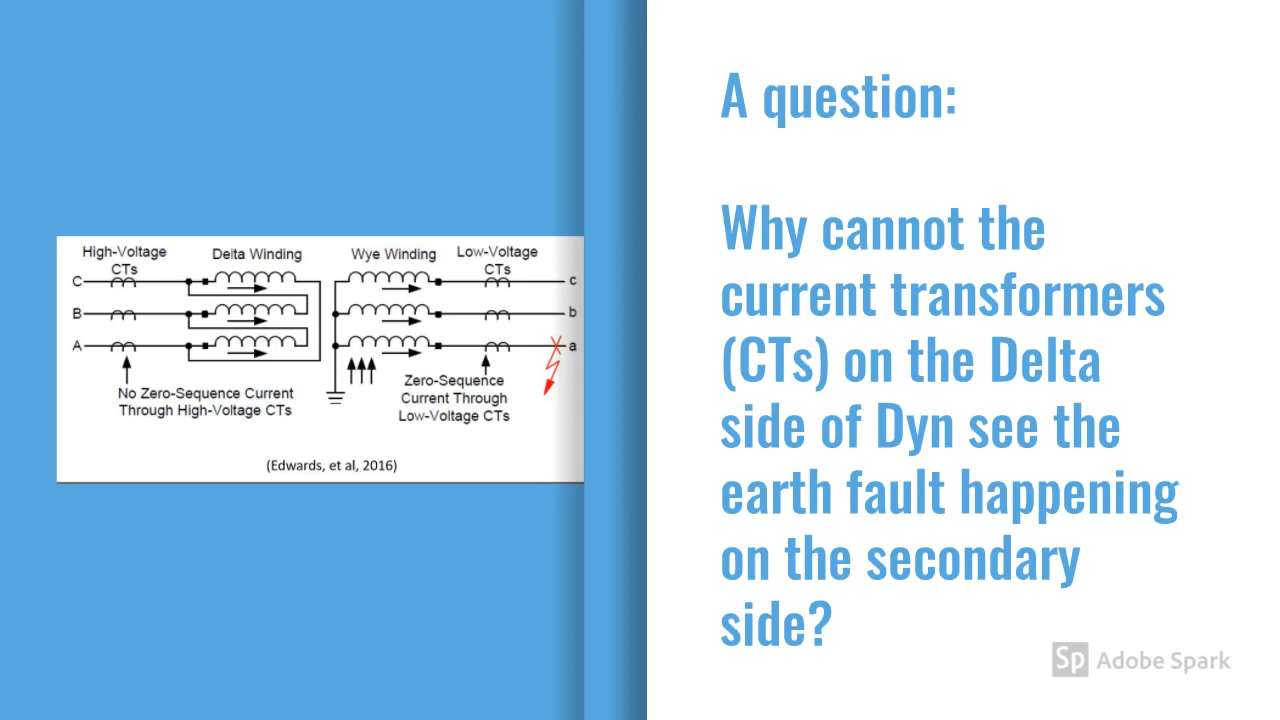 High-Voltage
CTs
Delta Winding
Wye Winding
Low-Voltage
CTs
C
c
B
b
A
a
No Zero-Sequence Current
Through High-Voltage CTs
Zero-Sequence
Current Through
Low-Voltage CTs
(Edwards, et al, 2016)
A question:
Why cannot the
current transformers
(CTs) on the Delta
side of Dyn see the
earth fault happening
on the secondary
side?
Sp Adobe Spark